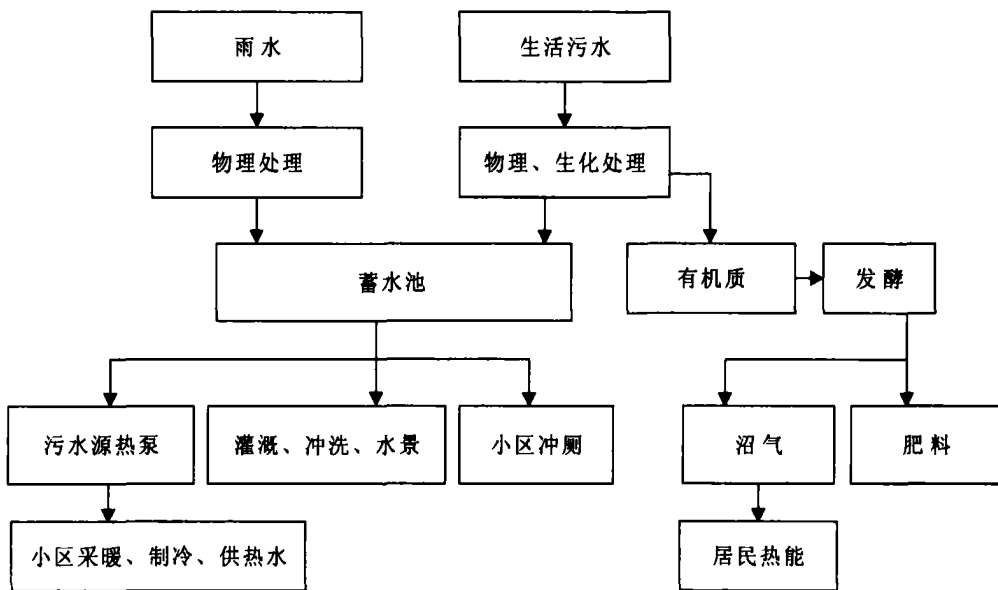 雨水
生活污水
物理处理
物理、生化处理
蓄水池
有机质
发酵
污水源热泵
灌溉、冲洗、水景
小区冲厕
沼气
肥料
小区采暖、制冷、供热水
居民热能